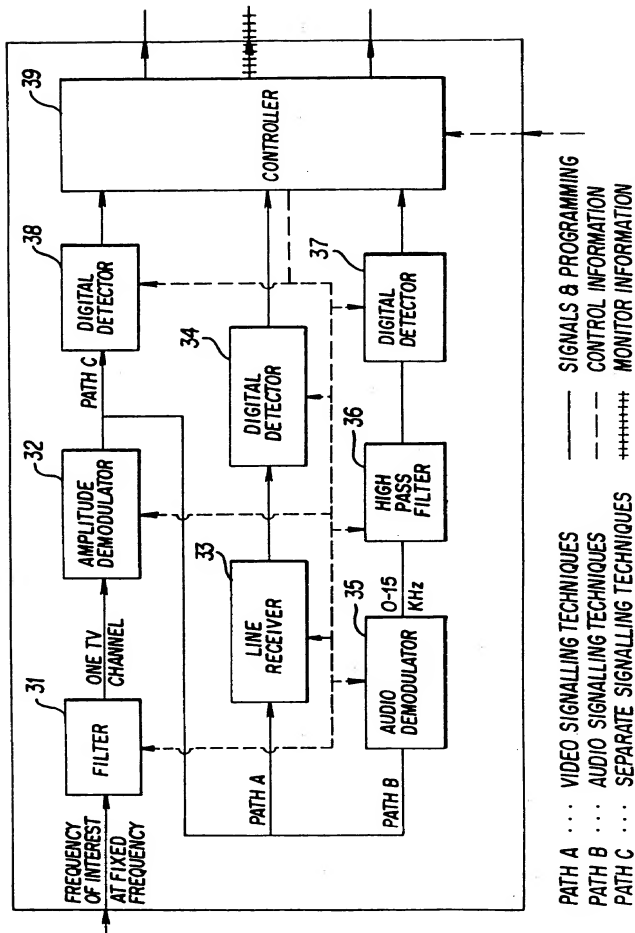 FREQUENCY
OF INTEREST
AT FIXED
FREQUENCY
31
FILTER
ONE TV
CHANNEL
32
AMPLITUDE
DEMODULATOR
PATH C
38
DIGITAL
DETECTOR
39
CONTROLLER
PATH A
33
LINE
RECEIVER
34
DIGITAL
DETECTOR
PATH B
35
AUDIO
DEMODULATOR
0-15
KHz
36
HIGH
PASS
FILTER
37
DIGITAL
DETECTOR
PATH A ... VIDEO SIGNALLING TECHNIQUES
PATH B ... AUDIO SIGNALLING TECHNIQUES
PATH C ... SEPARATE SIGNALLING TECHNIQUES
SIGNALS & PROGRAMMING
CONTROL INFORMATION
MONITOR INFORMATION